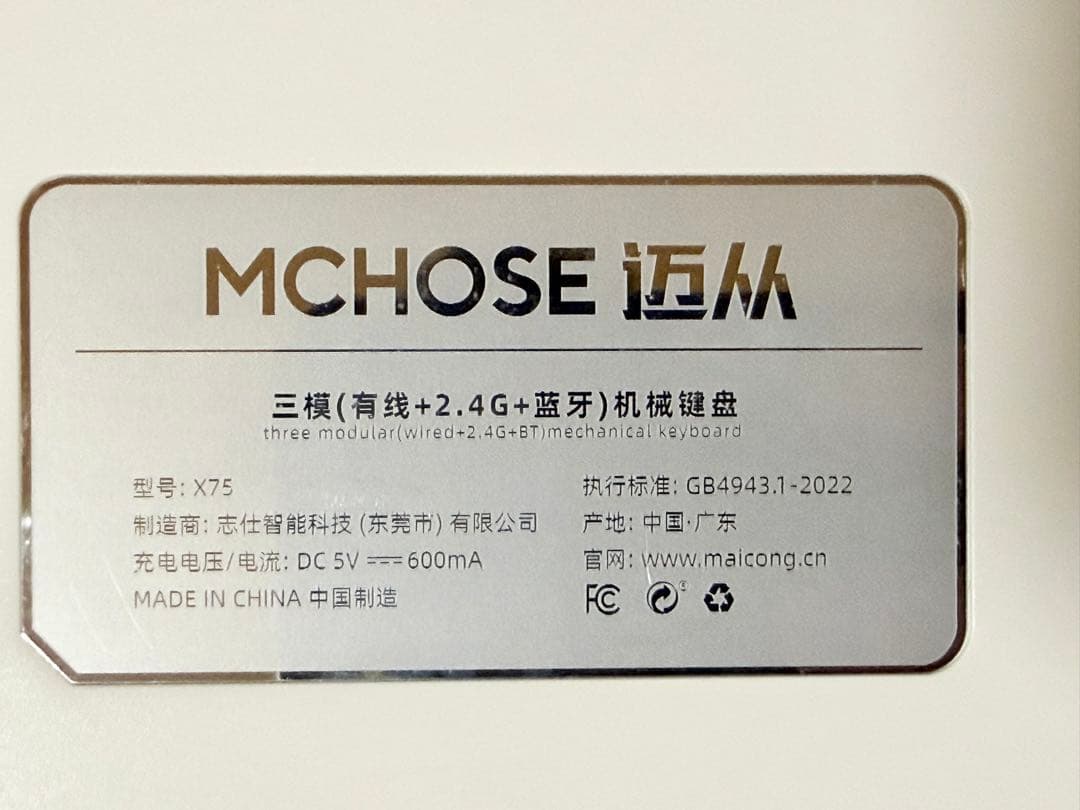 MCHOSE 迈从
三模(有线+2.4G+蓝牙)机械键盘
three modular(wired+2.4G+BT)mechanical keyboard
型号: X75
制造商: 志仕智能科技 (东莞市) 有限公司
充电电压/电流: DC 5V ⎓ 600mA
MADE IN CHINA 中国制造
执行标准: GB4943.1-2022
产地: 中国·广东
官网: www.maicong.cn
FC